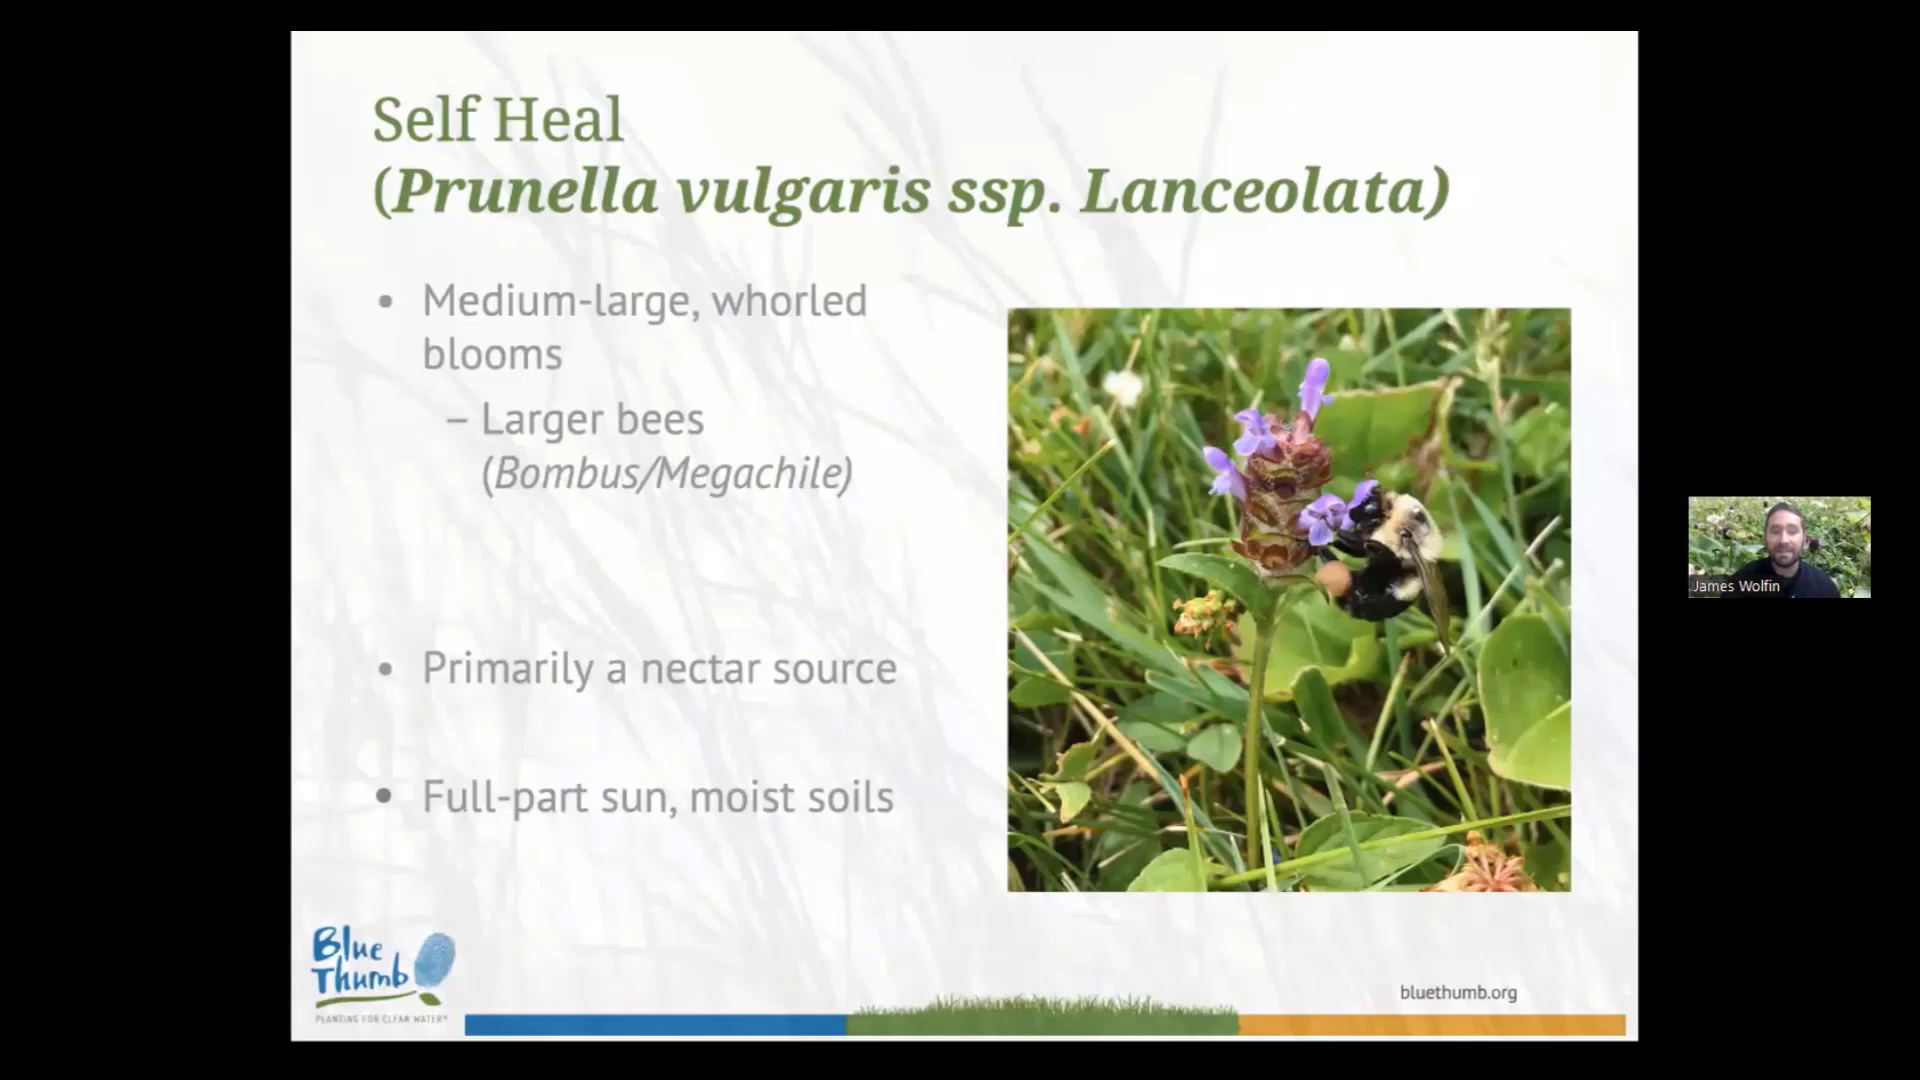 Self Heal
(Prunella vulgaris ssp. Lanceolata)
• Medium-large, whorled
blooms
– Larger bees
(Bombus/Megachile)
• Primarily a nectar source
• Full-part sun, moist soils
James Wolfin
Blue
Thumb
PLANTING FOR CLEAN WATER®
bluethumb.org